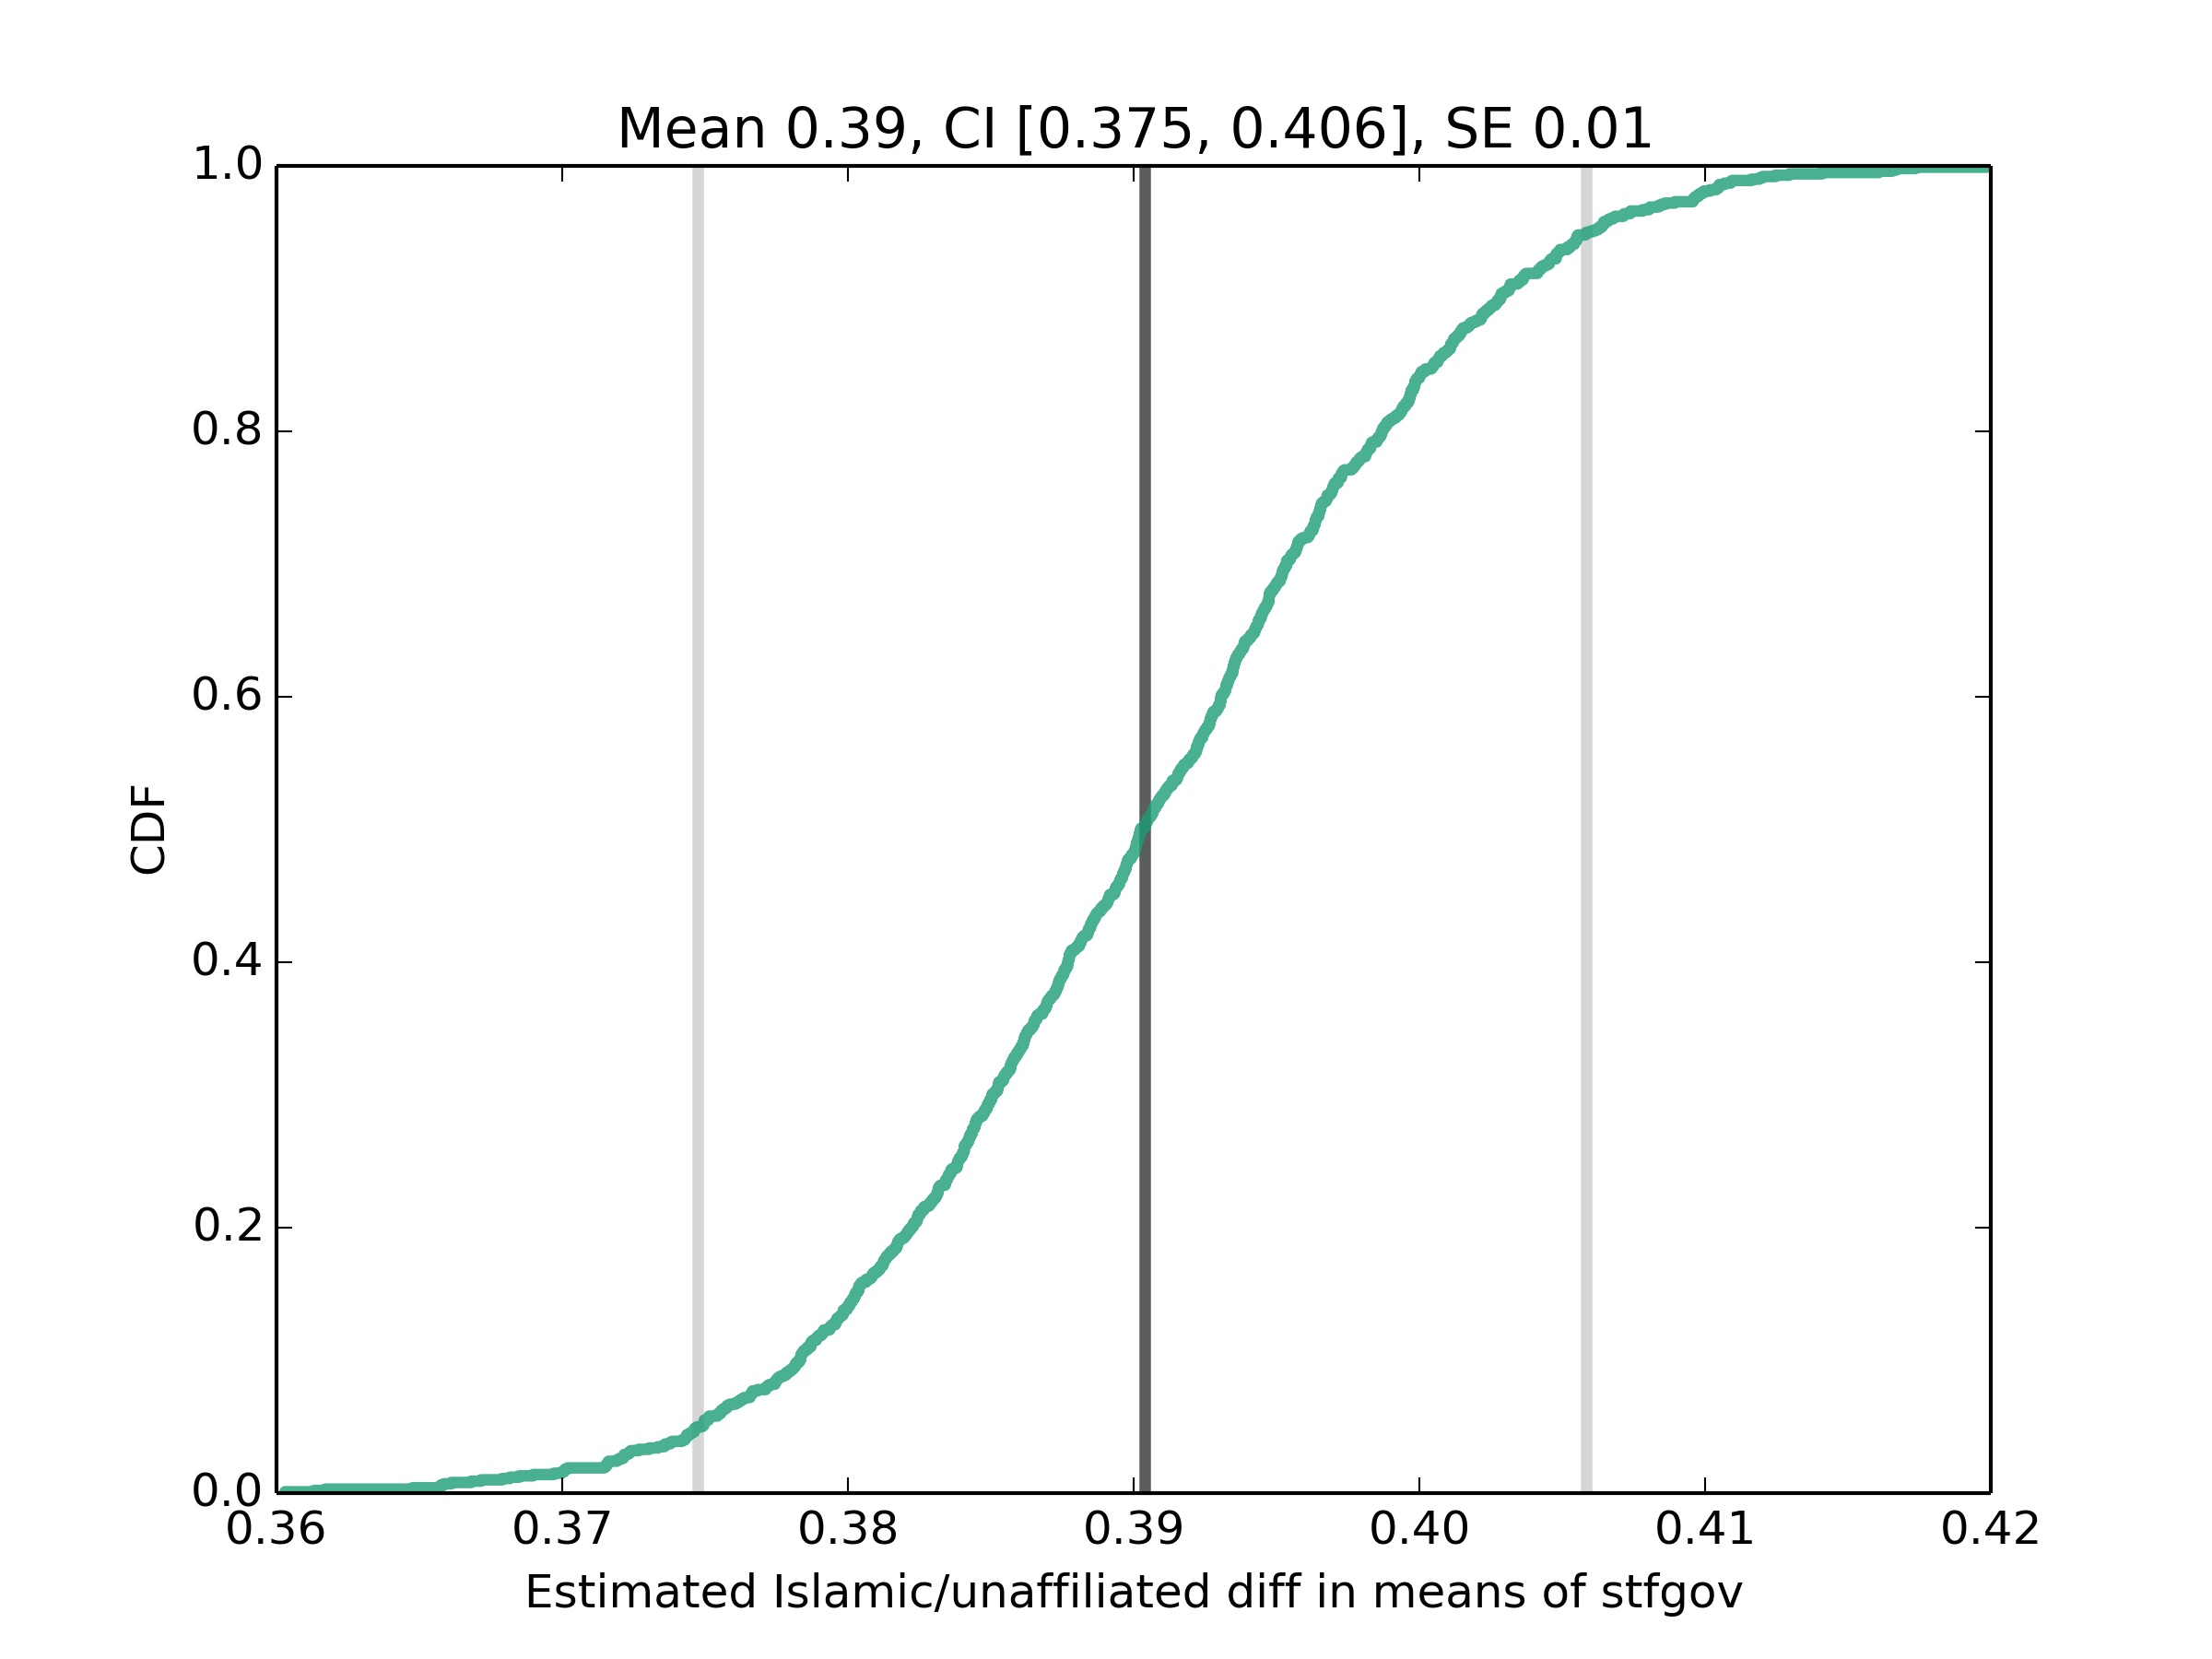 Mean 0.39, CI [0.375, 0.406], SE 0.01
1.0
0.8
0.6
0.4
0.2
0.0
CDF
0.36 0.37 0.38 0.39 0.40 0.41 0.42
Estimated Islamic/unaffiliated diff in means of stfgov